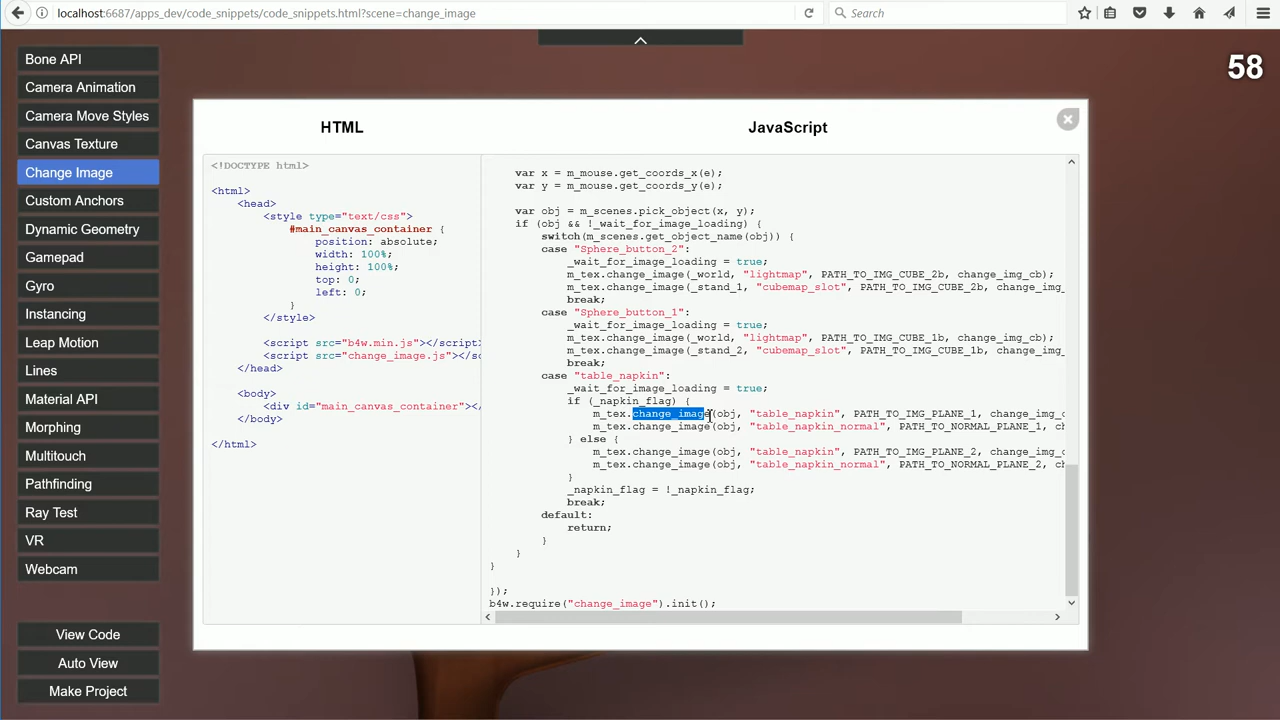 localhost:6687/apps_dev/code_snippets/code_snippets.html?scene=change_image
Search
58
Bone API
Camera Animation
Camera Move Styles
Canvas Texture
Change Image
Custom Anchors
Dynamic Geometry
Gamepad
Gyro
Instancing
Leap Motion
Lines
Material API
Morphing
Multitouch
Pathfinding
Ray Test
VR
Webcam
View Code
Auto View
Make Project
HTML
<!DOCTYPE html>
<html>
<head>
<style type="text/css">
#main_canvas_container {
position: absolute;
width: 100%;
height: 100%;
top: 0;
left: 0;
}
</style>
<script src="b4w.min.js"></script
<script src="change_image.js"></sc
</head>
<body>
<div id="main_canvas_container"></
</body>
</html>
JavaScript
var x = m_mouse.get_coords_x(e);
var y = m_mouse.get_coords_y(e);
var obj = m_scenes.pick_object(x, y);
if (obj && !_wait_for_image_loading) {
switch(m_scenes.get_object_name(obj)) {
case "Sphere_button_2":
_wait_for_image_loading = true;
m_tex.change_image(_world, "lightmap", PATH_TO_IMG_CUBE_2b, change_img_cb);
m_tex.change_image(_stand_1, "cubemap_slot", PATH_TO_IMG_CUBE_2b, change_img_
break;
case "Sphere_button_1":
_wait_for_image_loading = true;
m_tex.change_image(_world, "lightmap", PATH_TO_IMG_CUBE_1b, change_img_cb);
m_tex.change_image(_stand_2, "cubemap_slot", PATH_TO_IMG_CUBE_1b, change_img_
break;
case "table_napkin":
_wait_for_image_loading = true;
if (_napkin_flag) {
m_tex.change_image(obj, "table_napkin", PATH_TO_IMG_PLANE_1, change_img_c
m_tex.change_image(obj, "table_napkin_normal", PATH_TO_NORMAL_PLANE_1, ch
} else {
m_tex.change_image(obj, "table_napkin", PATH_TO_IMG_PLANE_2, change_img_c
m_tex.change_image(obj, "table_napkin_normal", PATH_TO_NORMAL_PLANE_2, ch
}
_napkin_flag = !_napkin_flag;
break;
default:
return;
}
}
}
});
b4w.require("change_image").init();